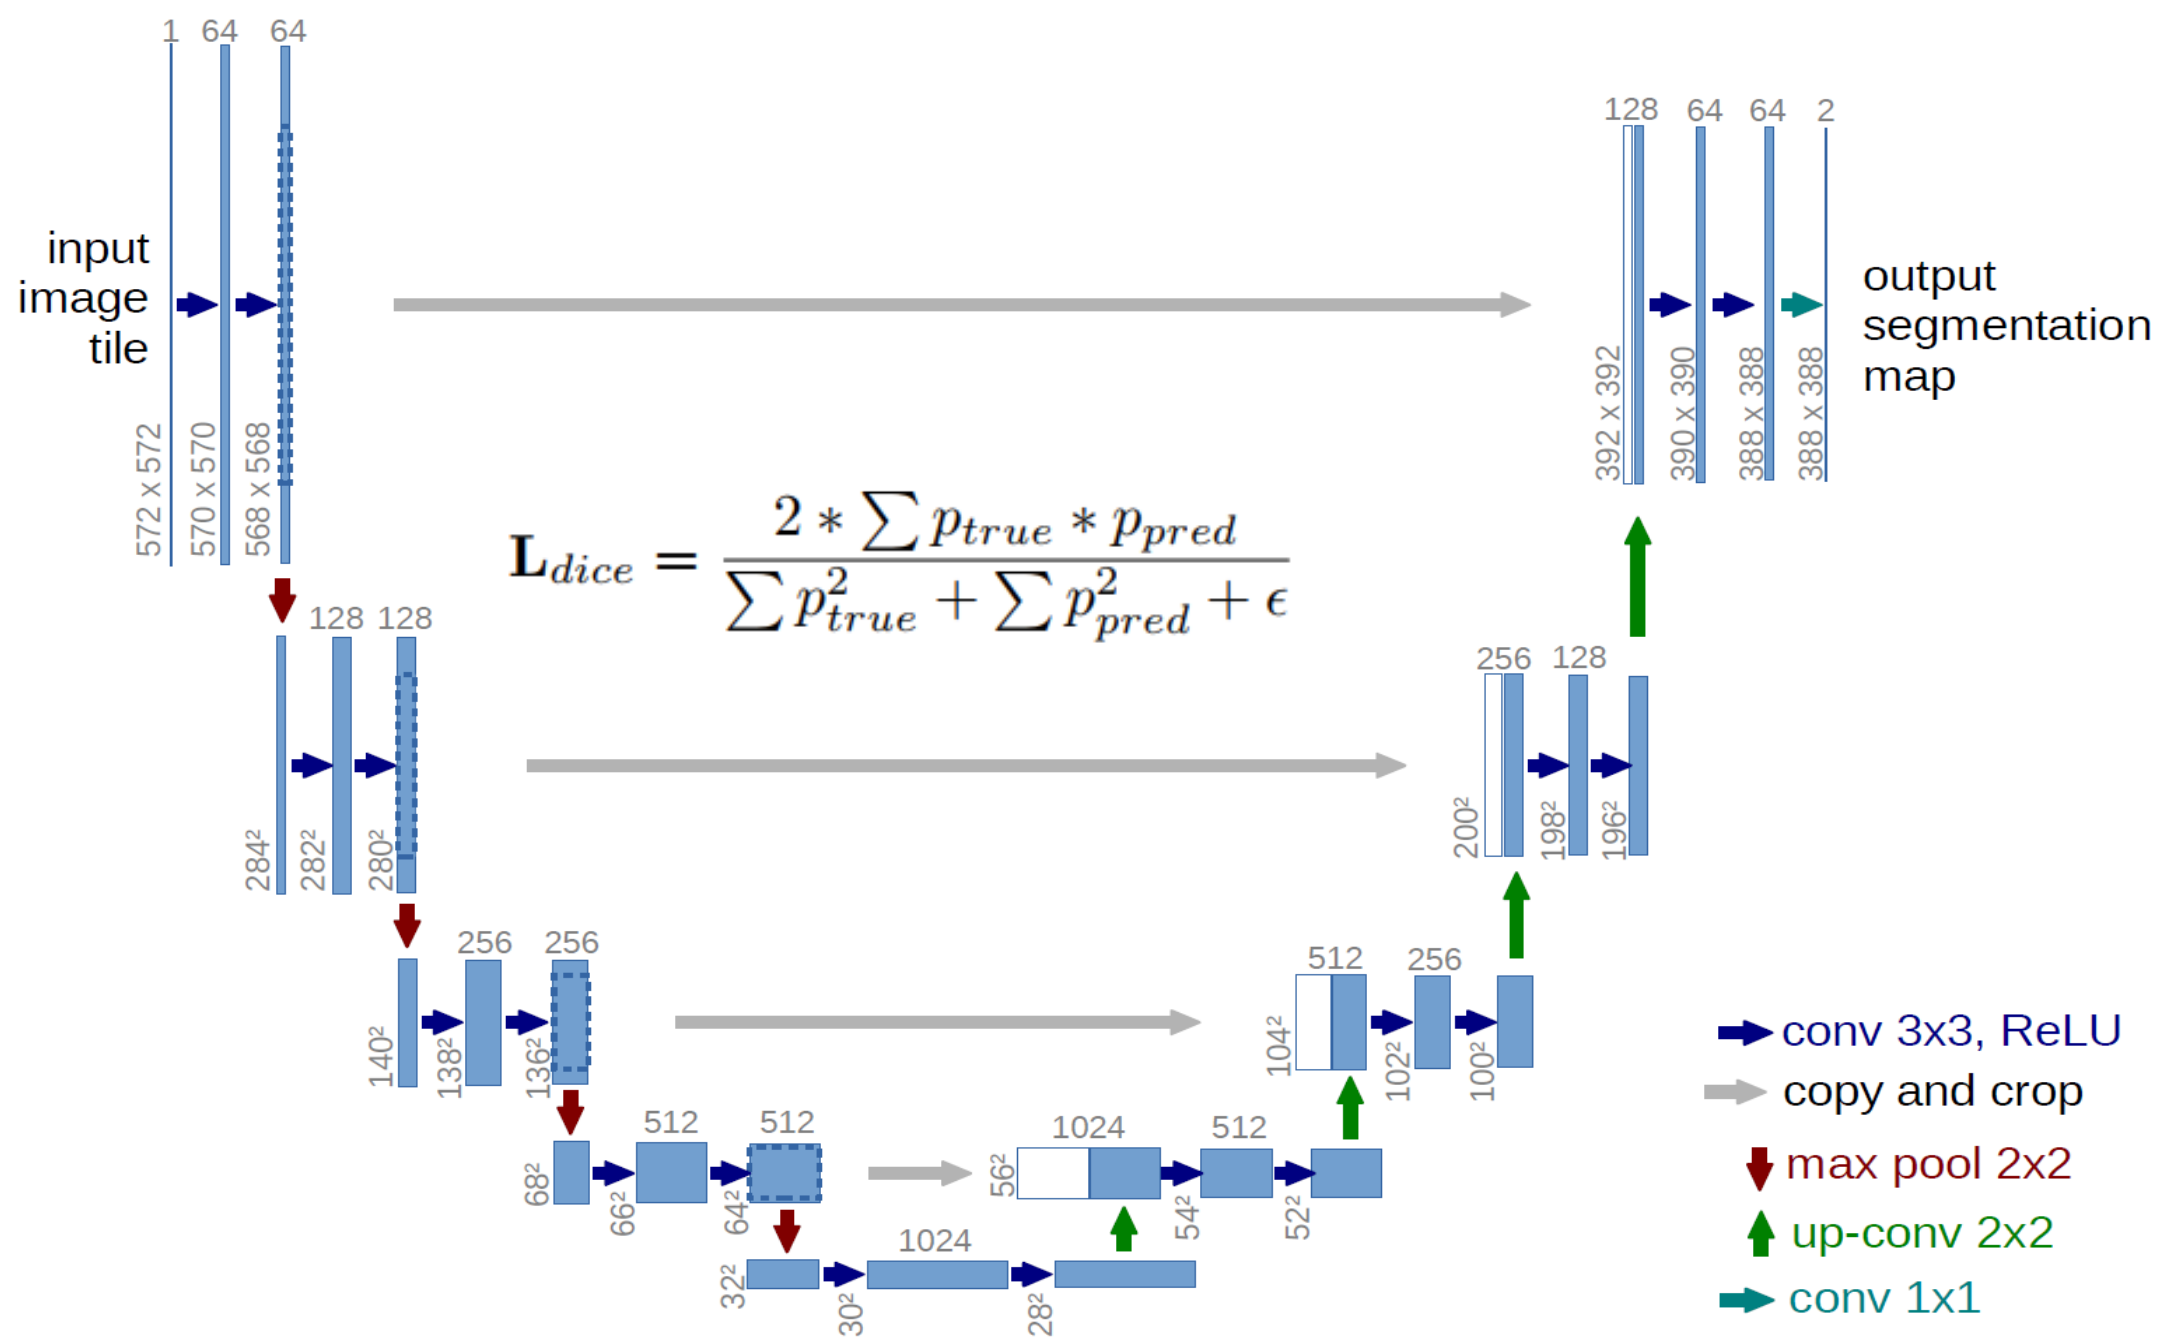 1 64 64
input
image
tile
572 x 572
570 x 570
568 x 568
128 64 64 2
392 x 392
390 x 390
388 x 388
388 x 388
output
segmentation
map
L_dice = (2 * ∑ p_true * p_pred) / (∑ p²_true + ∑ p²_pred + ϵ)
128 128
284²
282²
280²
256 128
200²
198²
196²
256 256
140²
138²
136²
512 256
104²
102²
100²
512 512
68²
66²
64²
1024 512
56²
54²
52²
1024
32²
30²
28²
conv 3x3, ReLU
copy and crop
max pool 2x2
up-conv 2x2
conv 1x1